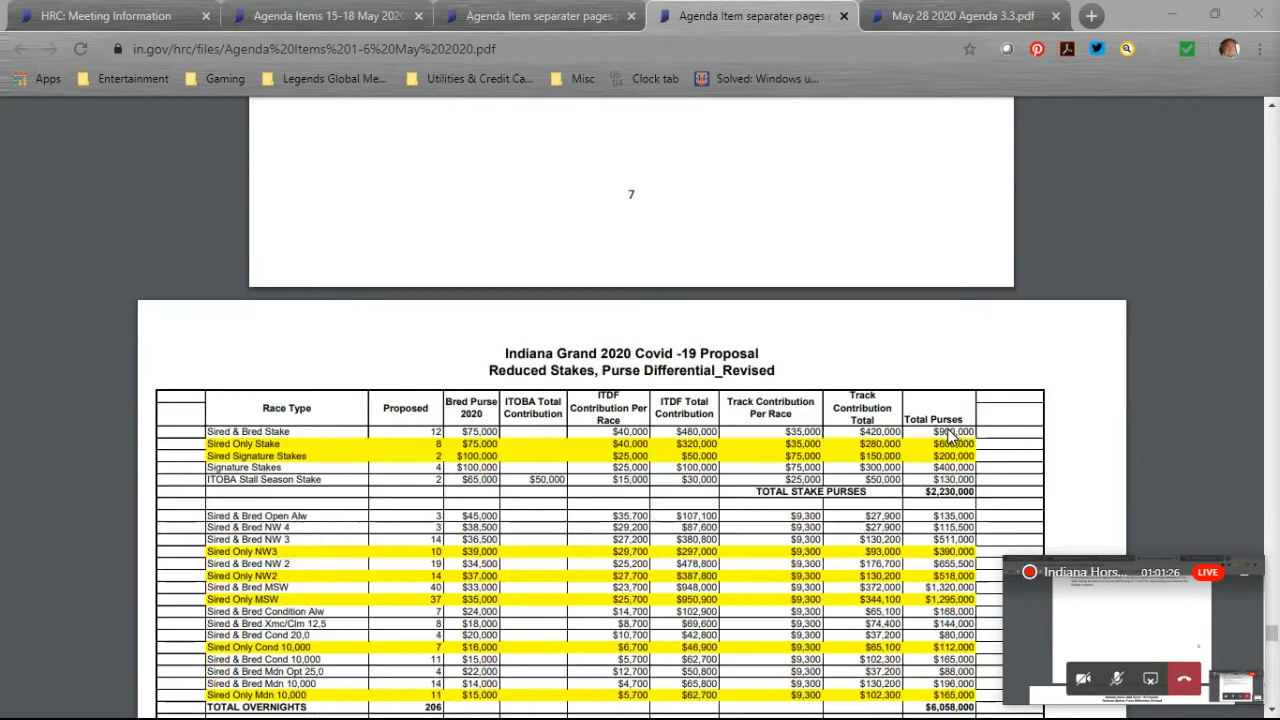 HRC: Meeting Information
Agenda Items 15-18 May 2020
Agenda Item separater pages
Agenda Item separater pages
May 28 2020 Agenda 3.3.pdf
in.gov/hrc/files/Agenda%20Items%201-6%20May%202020.pdf
Apps Entertainment Gaming Legends Global Me... Utilities & Credit Ca... Misc Clock tab Solved: Windows u...
7
Indiana Grand 2020 Covid -19 Proposal
Reduced Stakes, Purse Differential_Revised
Race Type Proposed Bred Purse 2020 ITOBA Total Contribution ITDF Contribution Per Race ITDF Total Contribution Track Contribution Per Race Track Contribution Total Total Purses
Sired & Bred Stake 12 $75,000 $40,000 $480,000 $35,000 $420,000
Sired Only Stake 8 $75,000 $40,000 $320,000 $35,000 $280,000
Sired Signature Stakes 2 $100,000 $25,000 $50,000 $75,000 $150,000 $200,000
Signature Stakes 4 $100,000 $25,000 $100,000 $75,000 $300,000 $400,000
ITOBA Stall Season Stake 2 $65,000 $50,000 $15,000 $30,000 $25,000 $50,000 $130,000
TOTAL STAKE PURSES $2,230,000
Sired & Bred Open Alw 3 $45,000 $35,700 $107,100 $9,300 $27,900 $135,000
Sired & Bred NW 4 3 $38,500 $29,200 $87,600 $9,300 $27,900 $115,500
Sired & Bred NW 3 14 $36,500 $27,200 $380,800 $9,300 $130,200 $511,000
Sired Only NW3 10 $39,000 $29,700 $297,000 $9,300 $93,000 $390,000
Sired & Bred NW 2 19 $34,500 $25,200 $478,800 $9,300 $176,700 $655,500
Sired Only NW2 14 $37,000 $27,700 $387,800 $9,300 $130,200 $518,000
Sired & Bred MSW 40 $33,000 $23,700 $948,000 $9,300 $372,000 $1,320,000
Sired Only MSW 37 $35,000 $25,700 $950,900 $9,300 $344,100 $1,295,000
Sired & Bred Condition Alw 7 $24,000 $14,700 $102,900 $9,300 $65,100 $168,000
Sired & Bred Xmc/Clm 12,5 8 $18,000 $8,700 $69,600 $9,300 $74,400 $144,000
Sired & Bred Cond 20,0 4 $20,000 $10,700 $42,800 $9,300 $37,200 $80,000
Sired Only Cond 10,000 7 $16,000 $6,700 $46,900 $9,300 $65,100 $112,000
Sired & Bred Cond 10,000 11 $15,000 $5,700 $62,700 $9,300 $102,300 $165,000
Sired & Bred Mdn Opt 25,0 4 $22,000 $12,700 $50,800 $9,300 $37,200 $88,000
Sired & Bred Mdn 10,000 14 $14,000 $4,700 $65,800 $9,300 $130,200 $196,000
Sired Only Mdn 10,000 11 $15,000 $5,700 $62,700 $9,300 $102,300 $165,000
TOTAL OVERNIGHTS $6,058,000
Indiana Hors... 01:01:26 LIVE